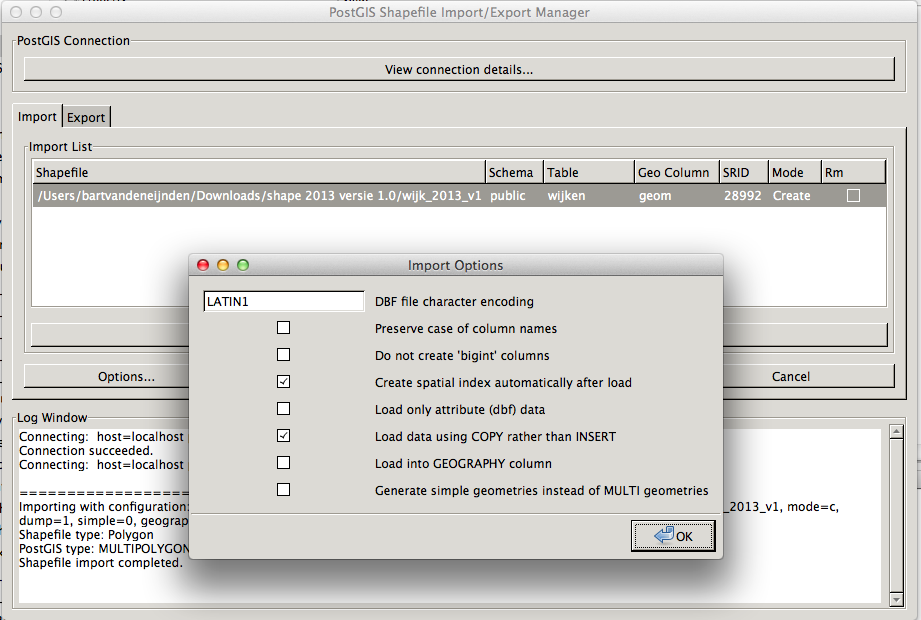 PostGIS Shapefile Import/Export Manager
PostGIS Connection
View connection details...
Import Export
Import List
Shapefile Schema Table Geo Column SRID Mode Rm
/Users/bartvandeneijnden/Downloads/shape 2013 versie 1.0/wijk_2013_v1 public wijken geom 28992 Create
Import Options
LATIN1 DBF file character encoding
Preserve case of column names
Do not create 'bigint' columns
Create spatial index automatically after load
Load only attribute (dbf) data
Load data using COPY rather than INSERT
Load into GEOGRAPHY column
Generate simple geometries instead of MULTI geometries
OK
Options... Cancel
Log Window
Connecting: host=localhost
Connection succeeded.
Connecting: host=localhost
====================
Importing with configuration: _2013_v1, mode=c,
dump=1, simple=0, geograp
Shapefile type: Polygon
PostGIS type: MULTIPOLYGON
Shapefile import completed.